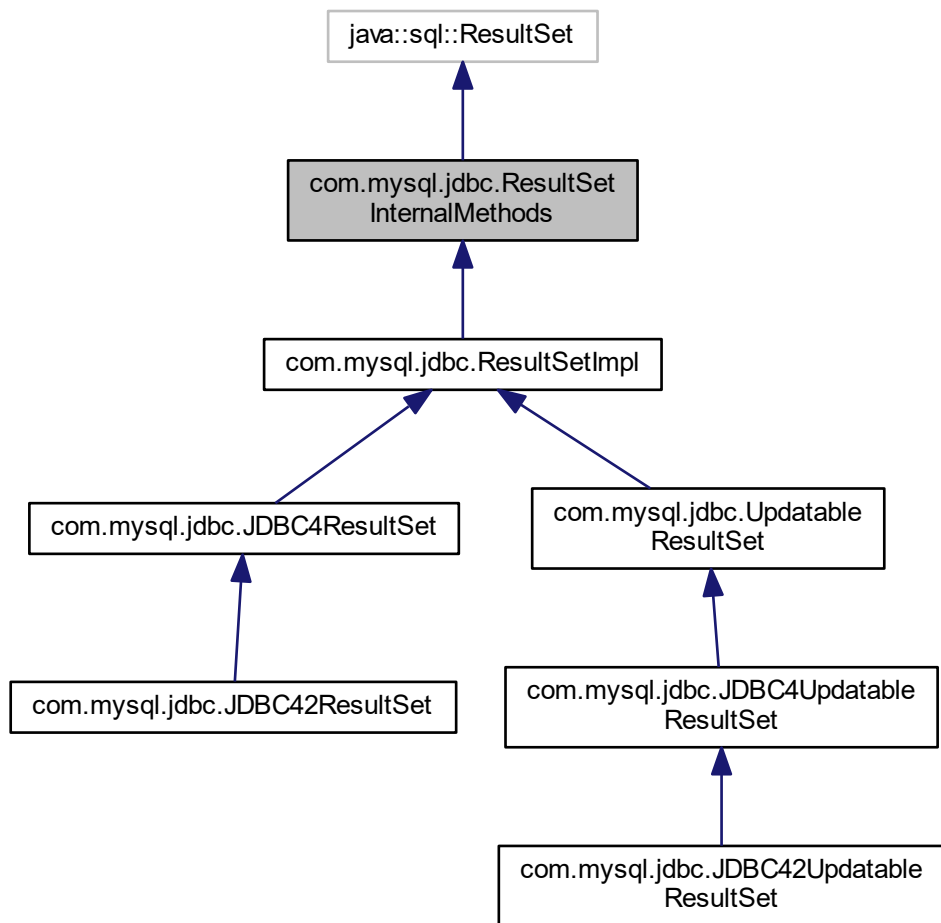 java::sql::ResultSet
com.mysql.jdbc.ResultSet
InternalMethods
com.mysql.jdbc.ResultSetImpl
com.mysql.jdbc.JDBC4ResultSet
com.mysql.jdbc.Updatable
ResultSet
com.mysql.jdbc.JDBC42ResultSet
com.mysql.jdbc.JDBC4Updatable
ResultSet
com.mysql.jdbc.JDBC42Updatable
ResultSet